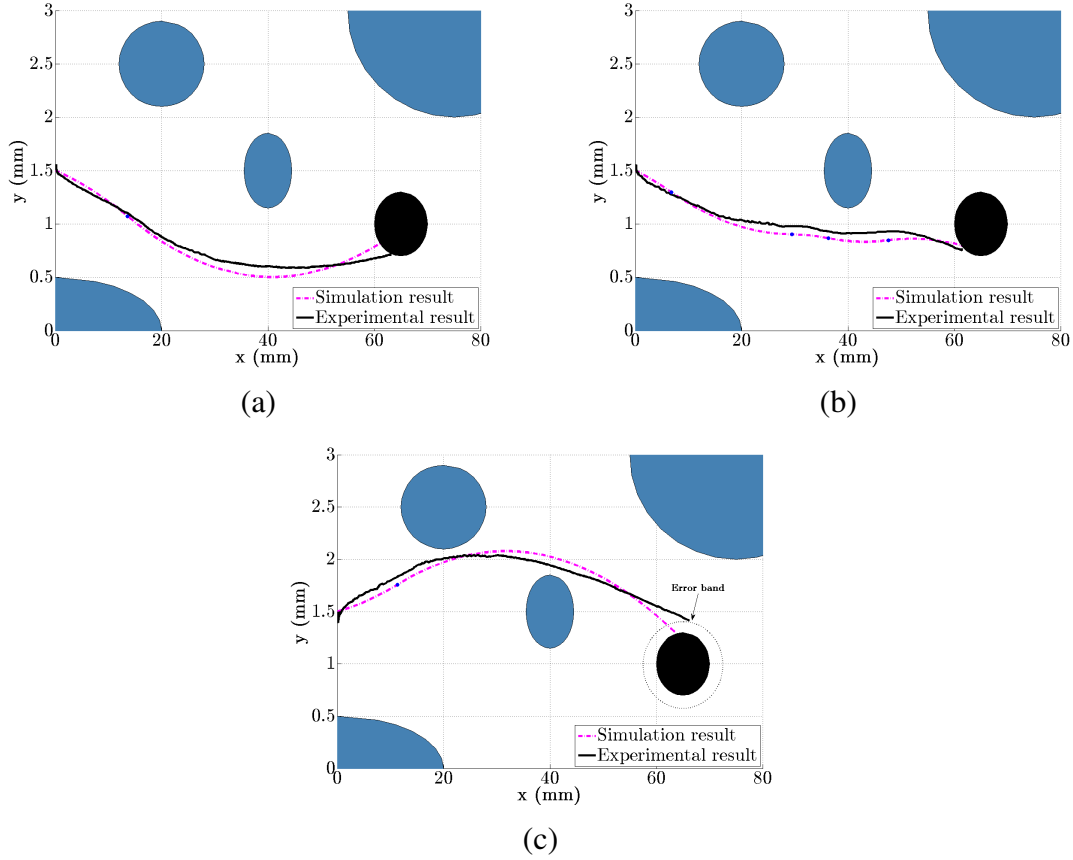 3
2.5
2
1.5
1
0.5
0
y (mm)
0 20 40 60 80
x (mm)
Simulation result
Experimental result
(a)
3
2.5
2
1.5
1
0.5
0
y (mm)
0 20 40 60 80
x (mm)
Simulation result
Experimental result
(b)
3
2.5
2
1.5
1
0.5
0
y (mm)
Error band
0 20 40 60 80
x (mm)
Simulation result
Experimental result
(c)